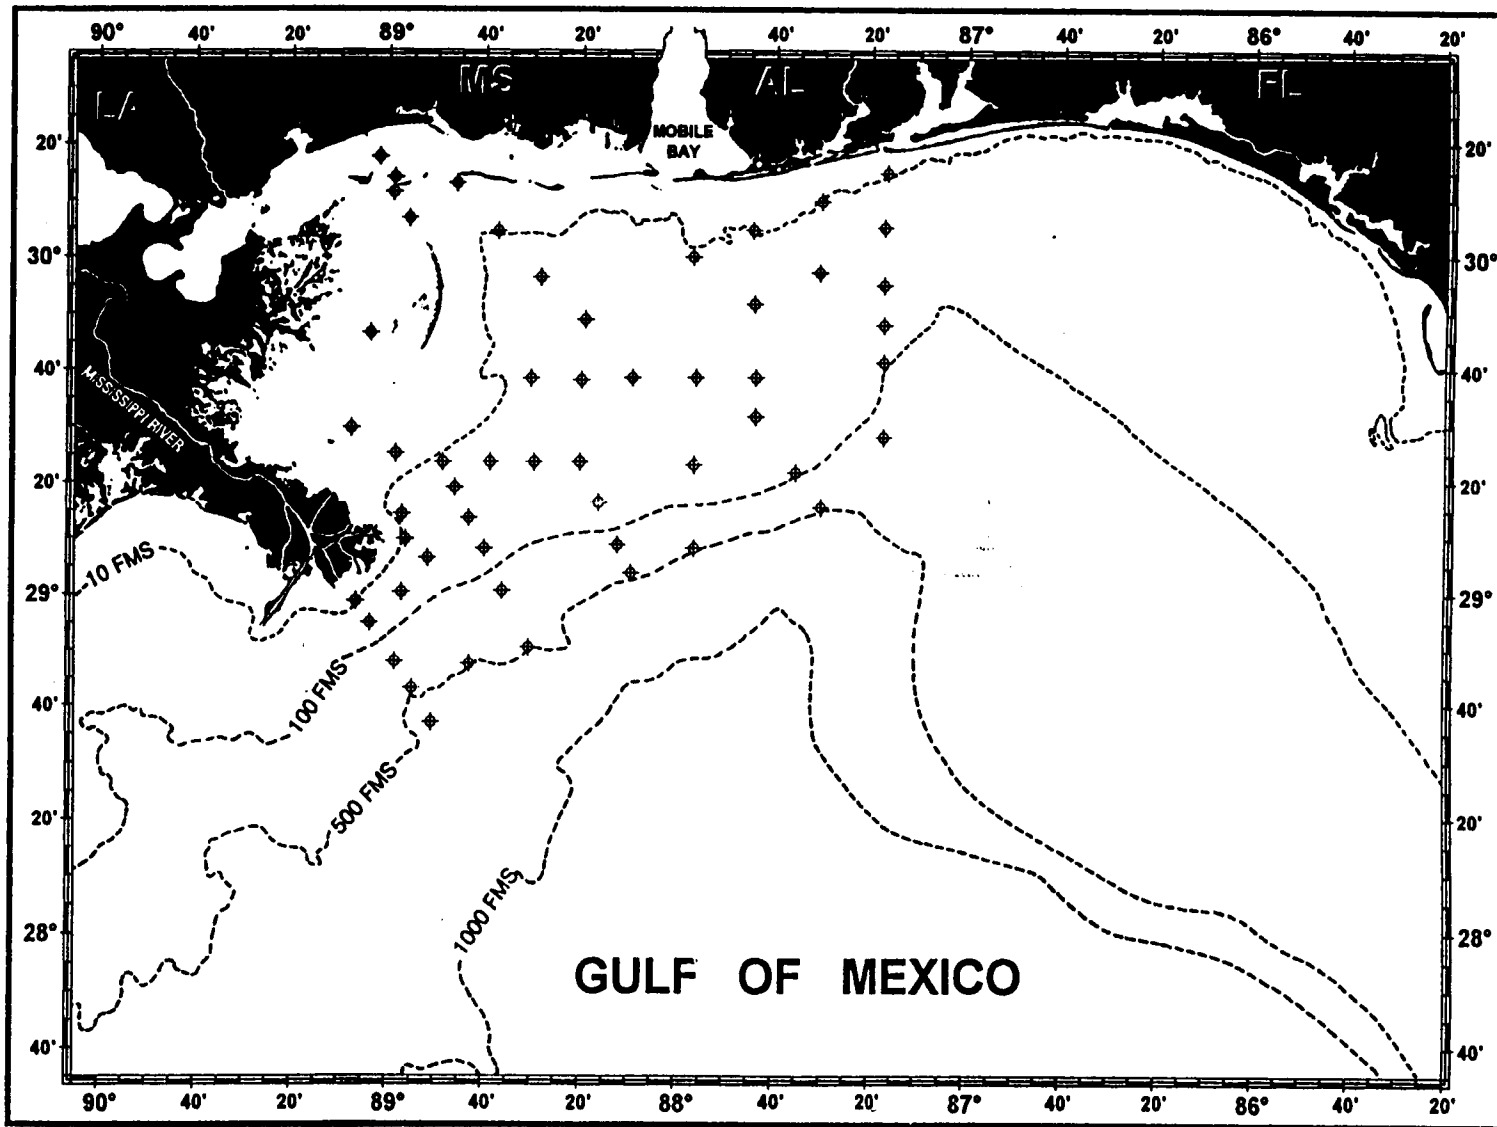 90° 40' 20' 89° 40' 20' 40' 20' 87° 40' 20' 86° 40' 20'
LA MS AL FL
MOBILE
BAY
20' 20'
30° 30°
40' 40'
MISSISSIPPI RIVER
20' 20'
10 FMS
29° 29°
100 FMS
40' 40'
500 FMS
20' 20'
1000 FMS
28° 28°
GULF OF MEXICO
40' 40'
90° 40' 20' 89° 40' 20' 88° 40' 20' 87° 40' 20' 86° 40' 20'